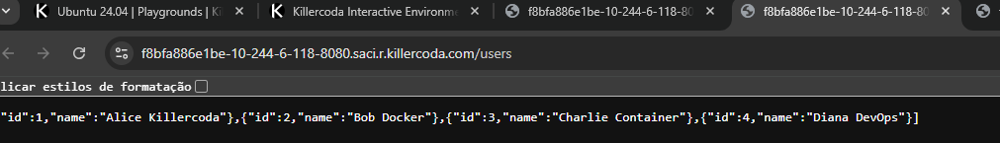 Ubuntu 24.04 | Playgrounds | Ki
Killercoda Interactive Environme
f8bfa886e1be-10-244-6-118-808
f8bfa886e1be-10-244-6-118-80
f8bfa886e1be-10-244-6-118-8080.saci.r.killercoda.com/users
licar estilos de formatação
"id":1,"name":"Alice Killercoda"},{"id":2,"name":"Bob Docker"},{"id":3,"name":"Charlie Container"},{"id":4,"name":"Diana DevOps"}]